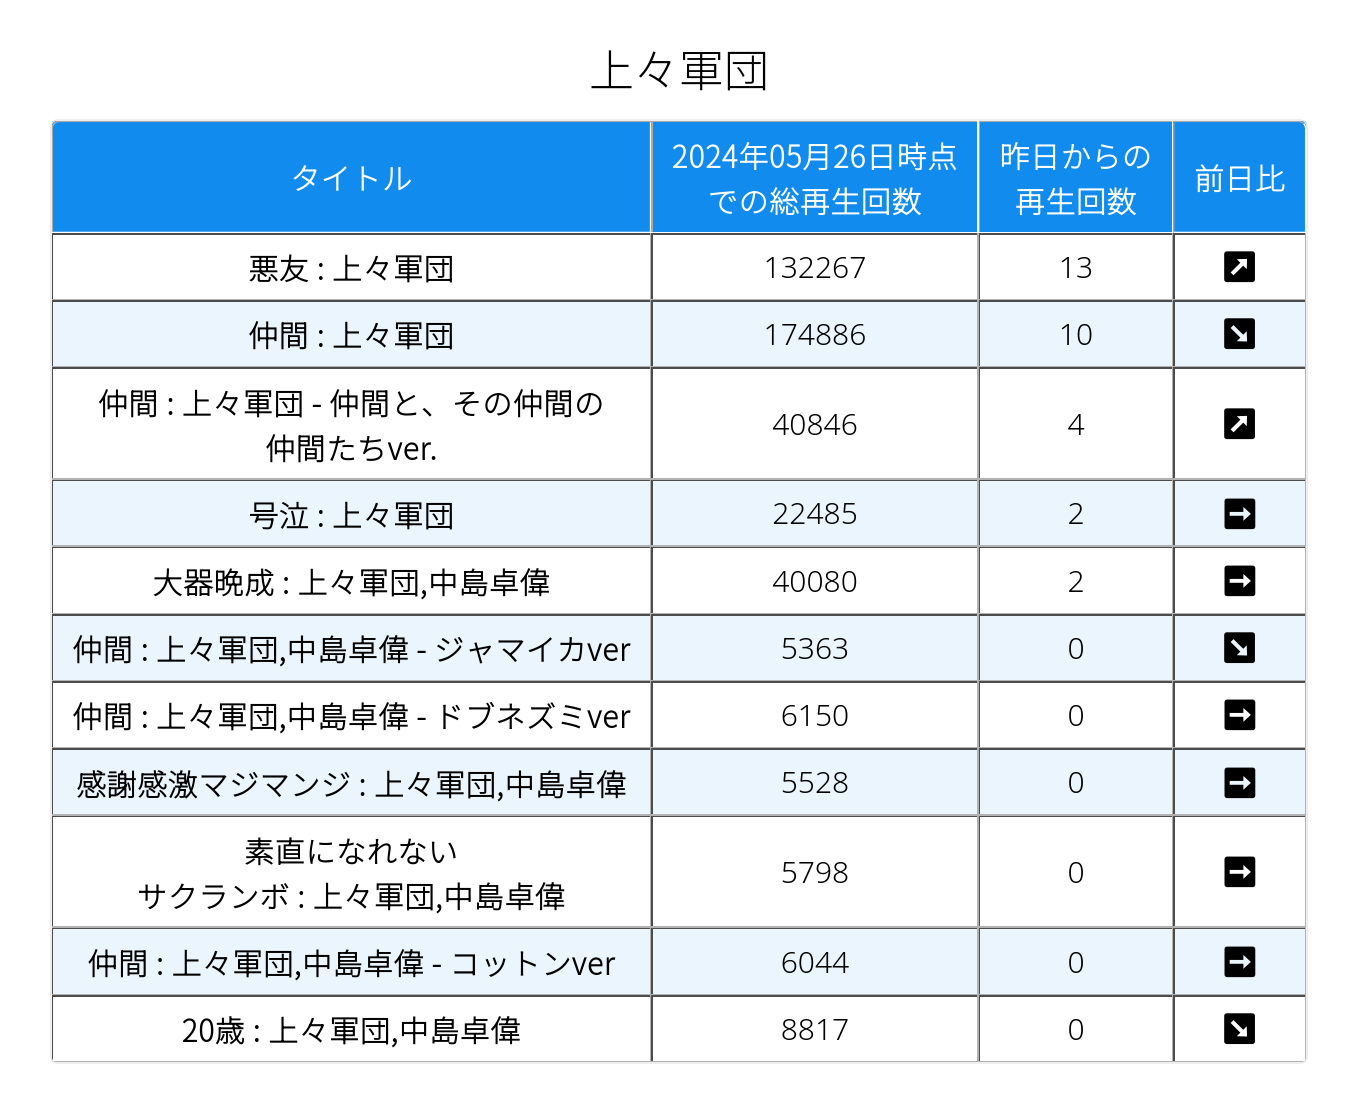 上々軍団
タイトル
2024年05月26日時点
での総再生回数
昨日からの
再生回数
前日比
悪友 : 上々軍団
132267
13
仲間 : 上々軍団
174886
10
仲間 : 上々軍団 - 仲間と、その仲間の
仲間たちver.
40846
4
号泣 : 上々軍団
22485
2
大器晩成 : 上々軍団,中島卓偉
40080
2
仲間 : 上々軍団,中島卓偉 - ジャマイカver
5363
0
仲間 : 上々軍団,中島卓偉 - ドブネズミver
6150
0
感謝感激マジマンジ : 上々軍団,中島卓偉
5528
0
素直になれない
サクランボ : 上々軍団,中島卓偉
5798
0
仲間 : 上々軍団,中島卓偉 - コットンver
6044
0
20歳 : 上々軍団,中島卓偉
8817
0